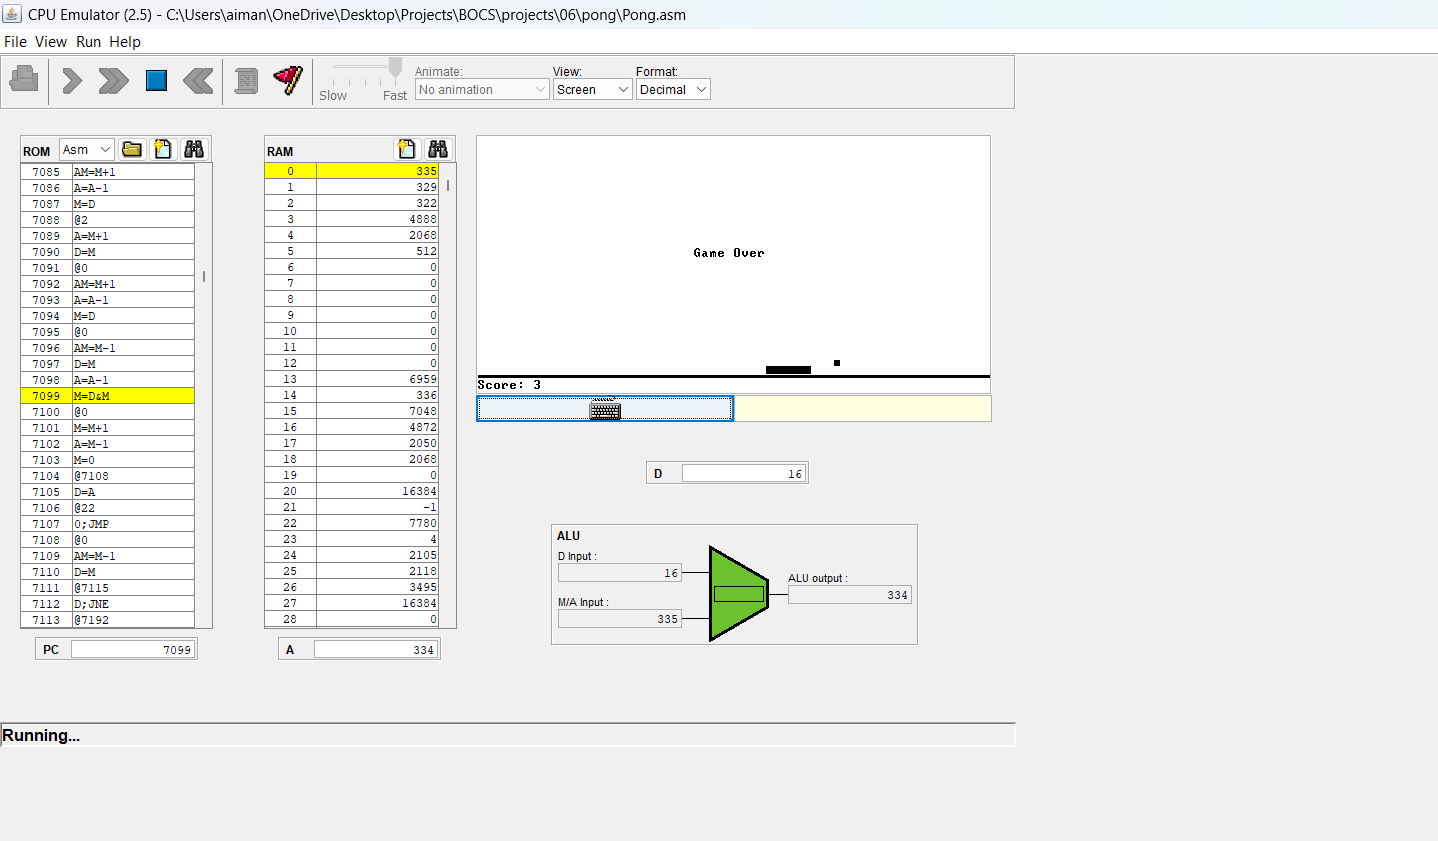 CPU Emulator (2.5) - C:\Users\aiman\OneDrive\Desktop\Projects\BOCS\projects\06\pong\Pong.asm
File View Run Help
Slow Fast
Animate:
No animation
View:
Screen
Format:
Decimal
ROM Asm
7085 AM=M+1
7086 A=A-1
7087 M=D
7088 @2
7089 A=M+1
7090 D=M
7091 @0
7092 AM=M+1
7093 A=A-1
7094 M=D
7095 @0
7096 AM=M-1
7097 D=M
7098 A=A-1
7099 M=D&M
7100 @0
7101 M=M+1
7102 A=M-1
7103 M=0
7104 @7108
7105 D=A
7106 @22
7107 0;JMP
7108 @0
7109 AM=M-1
7110 D=M
7111 @7115
7112 D;JNE
7113 @7192
PC 7099
RAM
0 335
1 329
2 322
3 4888
4 2068
5 512
6 0
7 0
8 0
9 0
10 0
11 0
12 0
13 6959
14 336
15 7048
16 4872
17 2050
18 2068
19 0
20 16384
21 -1
22 7780
23 4
24 2105
25 2118
26 3495
27 16384
28 0
A 334
Game Over
Score: 3
D 16
ALU
D Input :
16
M/A Input :
335
ALU output :
334
Running...